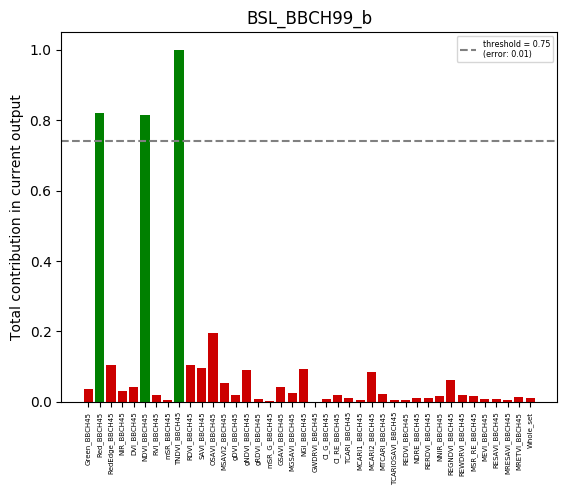 BSL_BBCH99_b
threshold = 0.75
(error: 0.01)
Total contribution in current output
1.0
0.8
0.6
0.4
0.2
0.0
Green_BBCH45
Red_BBCH45
RedEdge_BBCH45
NIR_BBCH45
DVI_BBCH45
NDVI_BBCH45
RVI_BBCH45
mSR_BBCH45
TNDVI_BBCH45
RDVI_BBCH45
SAVI_BBCH45
OSAVI_BBCH45
MSAVI2_BBCH45
gDVI_BBCH45
gNDVI_BBCH45
gRDVI_BBCH45
mSR_G_BBCH45
GSAVI_BBCH45
MGSAVI_BBCH45
NGI_BBCH45
GWDRVI_BBCH45
CI_G_BBCH45
CI_RE_BBCH45
TCARI_BBCH45
MCARI1_BBCH45
MCARI2_BBCH45
MTCARI_BBCH45
TCARIOSAVI_BBCH45
REDVI_BBCH45
NDRE_BBCH45
RERDVI_BBCH45
NNIR_BBCH45
REGNDVI_BBCH45
REWDRVI_BBCH45
MSR_RE_BBCH45
MEVI_BBCH45
RESAVI_BBCH45
MRESAVI_BBCH45
MRETVI_BBCH45
Whole_set